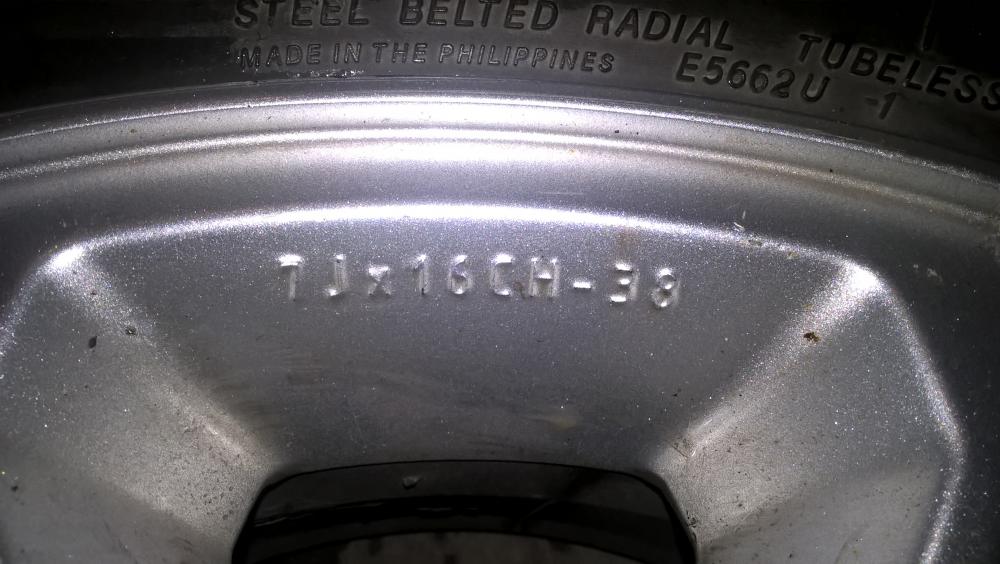 STEEL BELTED RADIAL TUBELESS
MADE IN THE PHILIPPINES E5662U -1
7Jx16CH-38